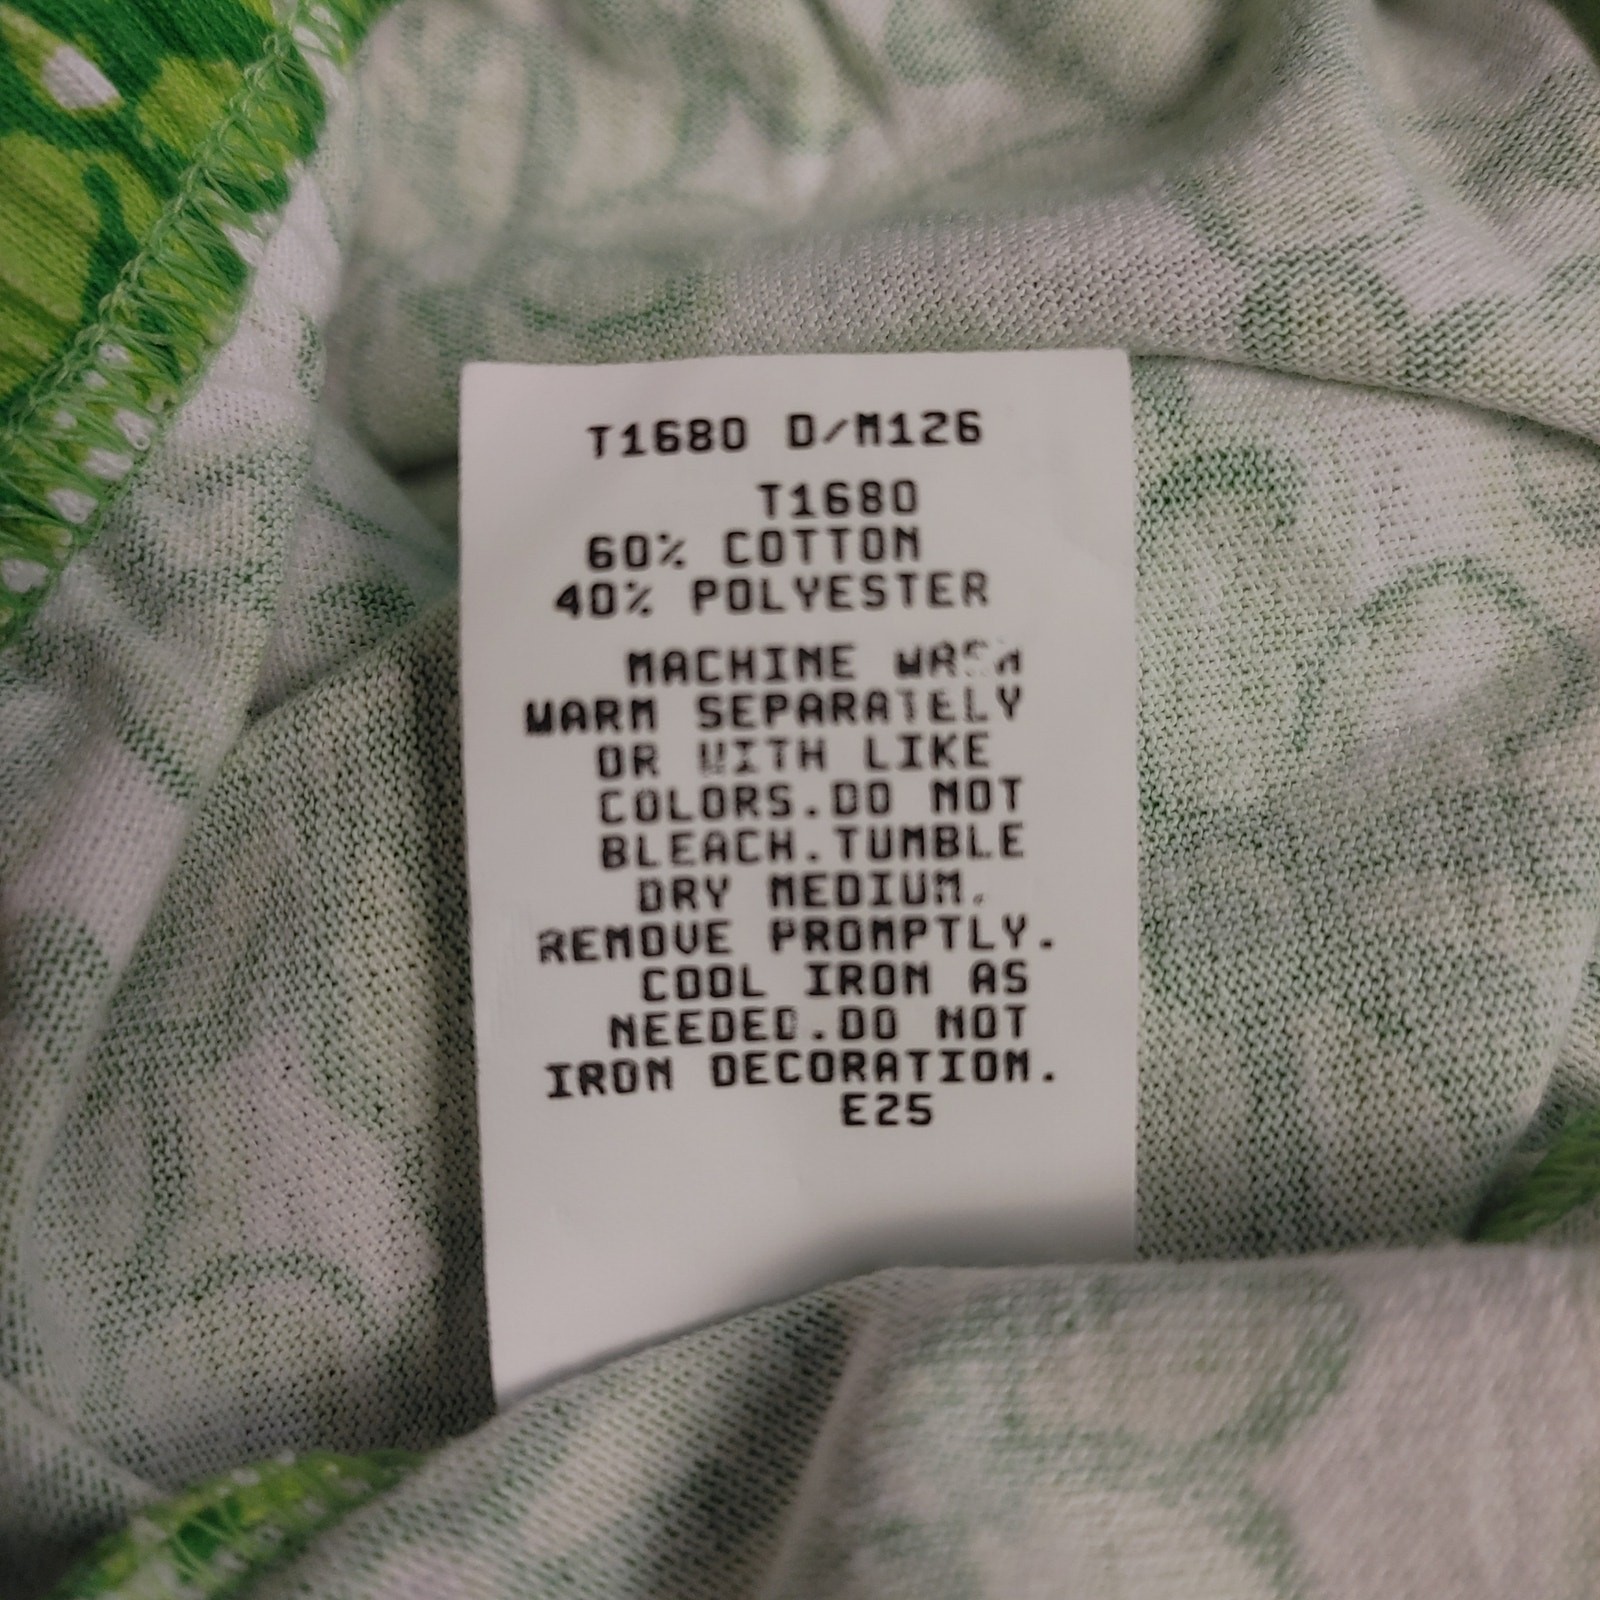 T1680 D/M126
T1680
60% COTTON
40% POLYESTER
MACHINE WASH
WARM SEPARATELY
OR WITH LIKE
COLORS.DO NOT
BLEACH.TUMBLE
DRY MEDIUM.
REMOVE PROMPTLY.
COOL IRON AS
NEEDED.DO NOT
IRON DECORATION.
E25